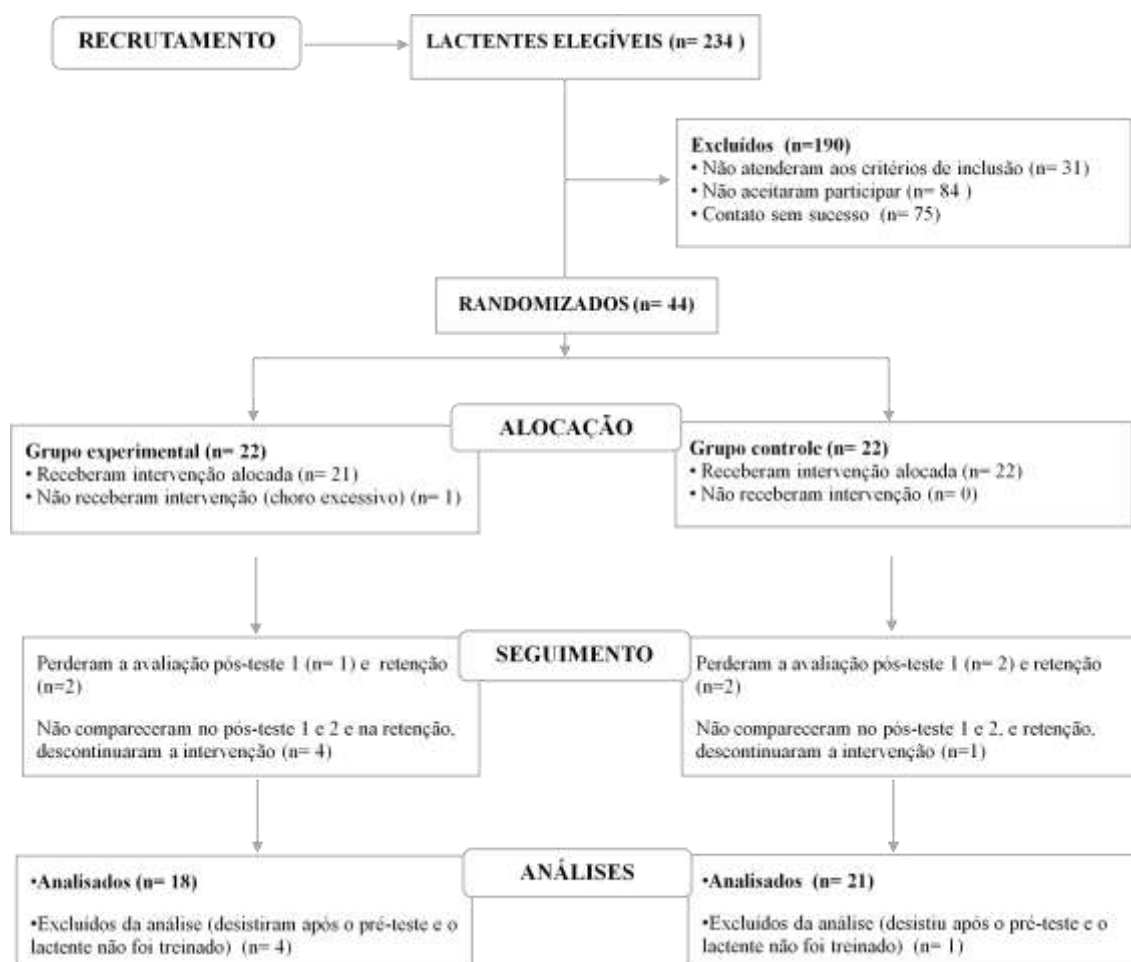 RECRUTAMENTO
LACTENTES ELEGÍVEIS (n= 234 )
Excluídos (n=190)
• Não atenderam aos critérios de inclusão (n= 31)
• Não aceitaram participar (n= 84 )
• Contato sem sucesso (n= 75)
RANDOMIZADOS (n= 44)
ALOCAÇÃO
Grupo experimental (n= 22)
• Receberam intervenção alocada (n= 21)
• Não receberam intervenção (choro excessivo) (n= 1)
Grupo controle (n= 22)
• Receberam intervenção alocada (n= 22)
• Não receberam intervenção (n= 0)
SEGUIMENTO
Perderam a avaliação pós-teste 1 (n= 1) e retenção
(n=2)
Não compareceram no pós-teste 1 e 2 e na retenção,
descontinuaram a intervenção (n= 4)
Perderam a avaliação pós-teste 1 (n= 2) e retenção
(n=2)
Não compareceram no pós-teste 1 e 2, e retenção,
descontinuaram a intervenção (n=1)
ANÁLISES
•Analisados (n= 18)
•Excluídos da análise (desistiram após o pré-teste e o
lactente não foi treinado) (n= 4)
•Analisados (n= 21)
•Excluídos da análise (desistiu após o pré-teste e o
lactente não foi treinado) (n= 1)